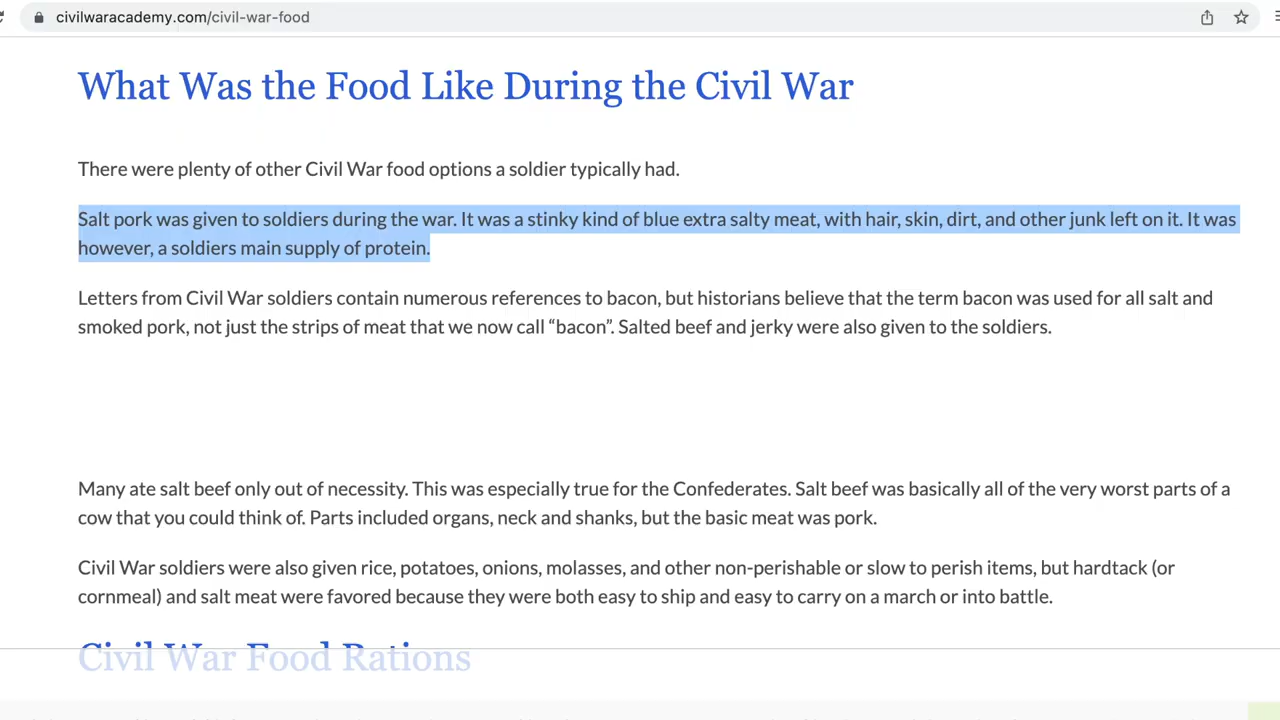 civilwaracademy.com/civil-war-food
What Was the Food Like During the Civil War
There were plenty of other Civil War food options a soldier typically had.
Salt pork was given to soldiers during the war. It was a stinky kind of blue extra salty meat, with hair, skin, dirt, and other junk left on it. It was
however, a soldiers main supply of protein.
Letters from Civil War soldiers contain numerous references to bacon, but historians believe that the term bacon was used for all salt and
smoked pork, not just the strips of meat that we now call “bacon”. Salted beef and jerky were also given to the soldiers.
Many ate salt beef only out of necessity. This was especially true for the Confederates. Salt beef was basically all of the very worst parts of a
cow that you could think of. Parts included organs, neck and shanks, but the basic meat was pork.
Civil War soldiers were also given rice, potatoes, onions, molasses, and other non-perishable or slow to perish items, but hardtack (or
cornmeal) and salt meat were favored because they were both easy to ship and easy to carry on a march or into battle.
Civil War Food Rations